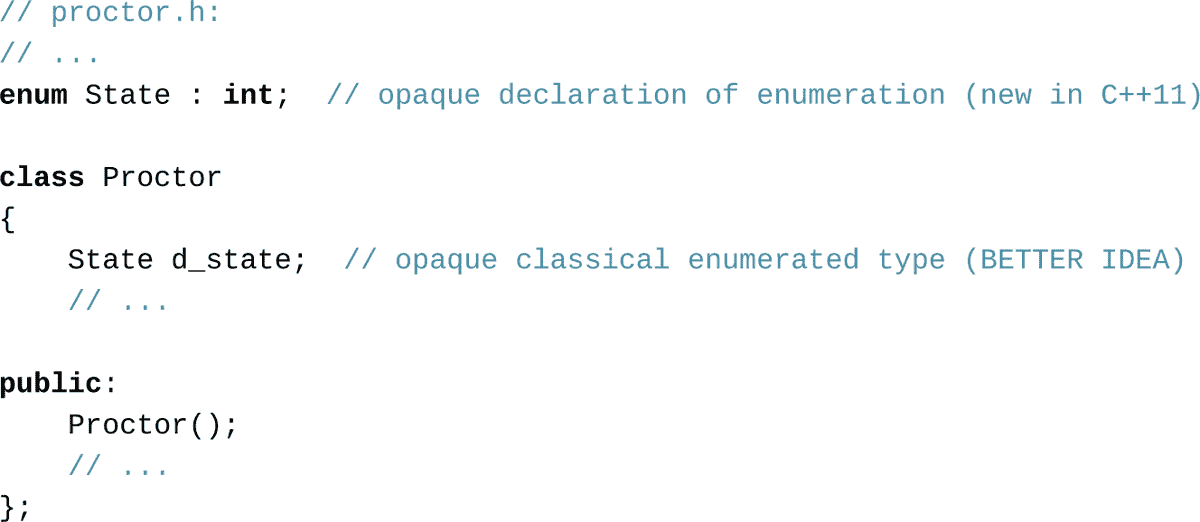 // proctor.h:
// ...
enum State : int;  // opaque declaration of enumeration (new in C++11)

class Proctor
{
    State d_state;  // opaque classical enumerated type (BETTER IDEA)
    // ...

public:
    Proctor();
    // ...
};